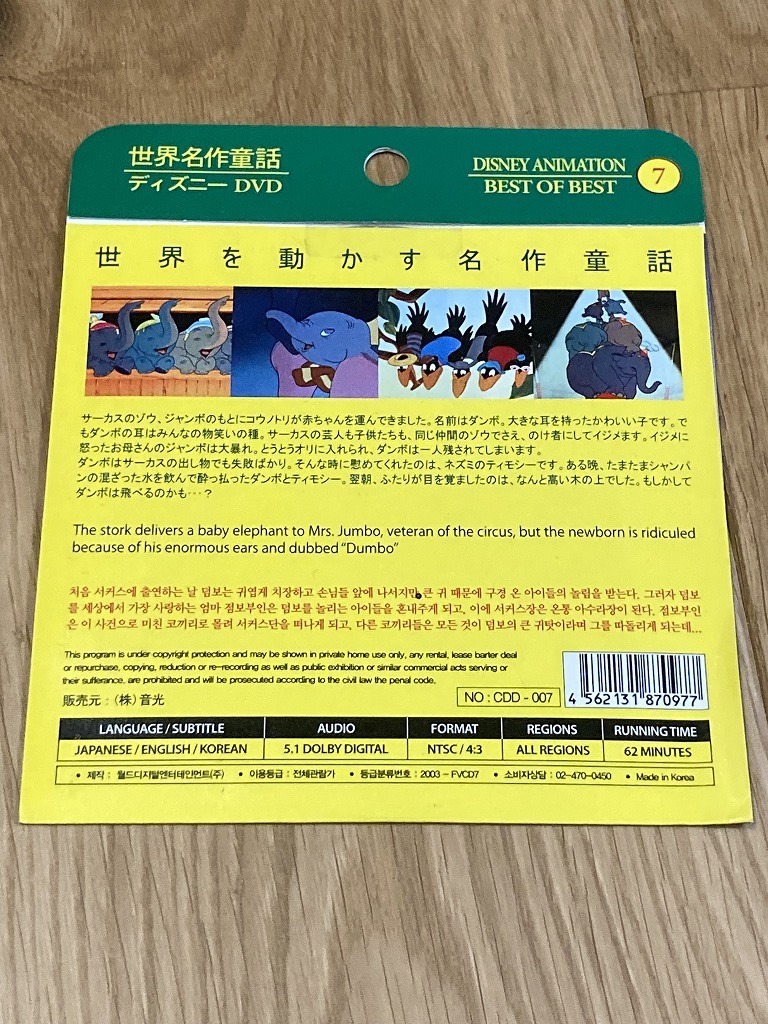 世界名作童話
ディズニー DVD
DISNEY ANIMATION
BEST OF BEST
7
世界を動かす名作童話
サーカスのゾウ、ジャンボのもとにコウノトリが赤ちゃんを運んできました。名前はダンボ。大きな耳を持ったかわいい子です。で
もダンボの耳はみんなの物笑いの種。サーカスの芸人も子供たちも、同じ仲間のゾウでさえ、のけ者にしてイジメます。イジメに
怒ったお母さんのジャンボは大暴れ。とうとうオリに入れられ、ダンボは一人残されてしまいます。
ダンボはサーカスの出し物でも失敗ばかり。そんな時に慰めてくれたのは、ネズミのティモシーです。ある晩、たまたまシャンパ
ンの混ざった水を飲んで酔っ払ったダンボとティモシー。翌朝、ふたりが目を覚ましたのは、なんと高い木の上でした。もしかして
ダンボは飛べるのかも・・・?
The stork delivers a baby elephant to Mrs. Jumbo, veteran of the circus, but the newborn is ridiculed
because of his enormous ears and dubbed "Dumbo"
처음 서커스에 출연하는 날 덤보는 귀엽게 치장하고 손님들 앞에 나서지만 큰 귀 때문에 구경 온 아이들의 놀림을 받는다. 그러자 덤보
를 세상에서 가장 사랑하는 엄마 점보부인은 덤보를 놀리는 아이들을 혼내주게 되고, 이에 서커스장은 온통 아수라장이 된다. 점보부인
은 이 사건으로 미친 코끼리로 몰려 서커스단을 떠나게 되고, 다른 코끼리들은 모든 것이 덤보의 큰 귀탓이라며 그를 따돌리게 되는데...
This program is under copyright protection and may be shown in private home use only, any rental, lease barter deal
or repurchase, copying, reduction or re-recording as well as public exhibition or similar commercial acts serving or
their sufferance, are prohibited and will be prosecuted according to the civil law the penal code.
販売元:(株)音光
NO : CDD - 007
4 562131 870977
LANGUAGE / SUBTITLE AUDIO FORMAT REGIONS RUNNING TIME
JAPANESE / ENGLISH / KOREAN 5.1 DOLBY DIGITAL NTSC / 4:3 ALL REGIONS 62 MINUTES
• 제작 : 월드디지털엔터테인먼트(주) • 이용등급 : 전체관람가 • 등급분류번호 : 2003 - FVCD7 • 소비자상담 : 02-470-0450 • Made in Korea